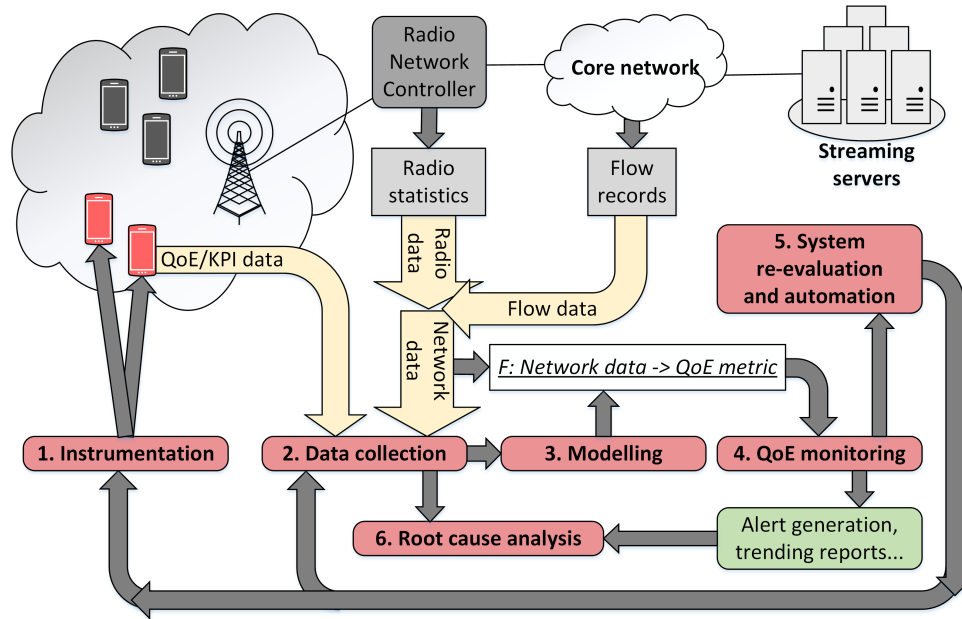 Radio
Network
Controller
Core network
Streaming
servers
Radio
statistics
Flow
records
QoE/KPI data
Radio
data
Flow data
5. System
re-evaluation
and automation
Network
data
F: Network data -> QoE metric
1. Instrumentation
2. Data collection
3. Modelling
4. QoE monitoring
6. Root cause analysis
Alert generation,
trending reports...